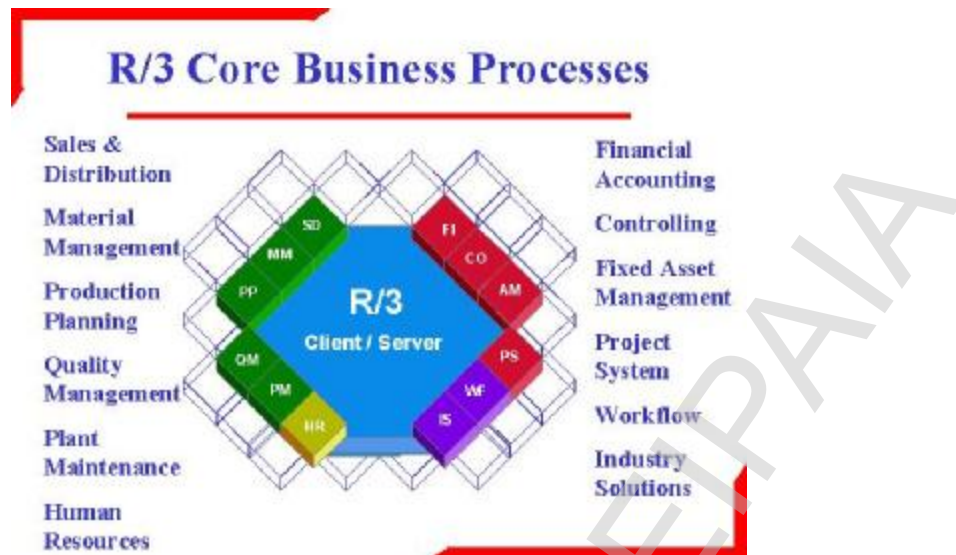 R/3 Core Business Processes
Sales &
Distribution
Material
Management
Production
Planning
Quality
Management
Plant
Maintenance
Human
Resources
SD
MM
PP
QM
PM
HR
R/3
Client / Server
FI
CO
AM
PS
WF
IS
Financial
Accounting
Controlling
Fixed Asset
Management
Project
System
Workflow
Industry
Solutions
EIPAIA